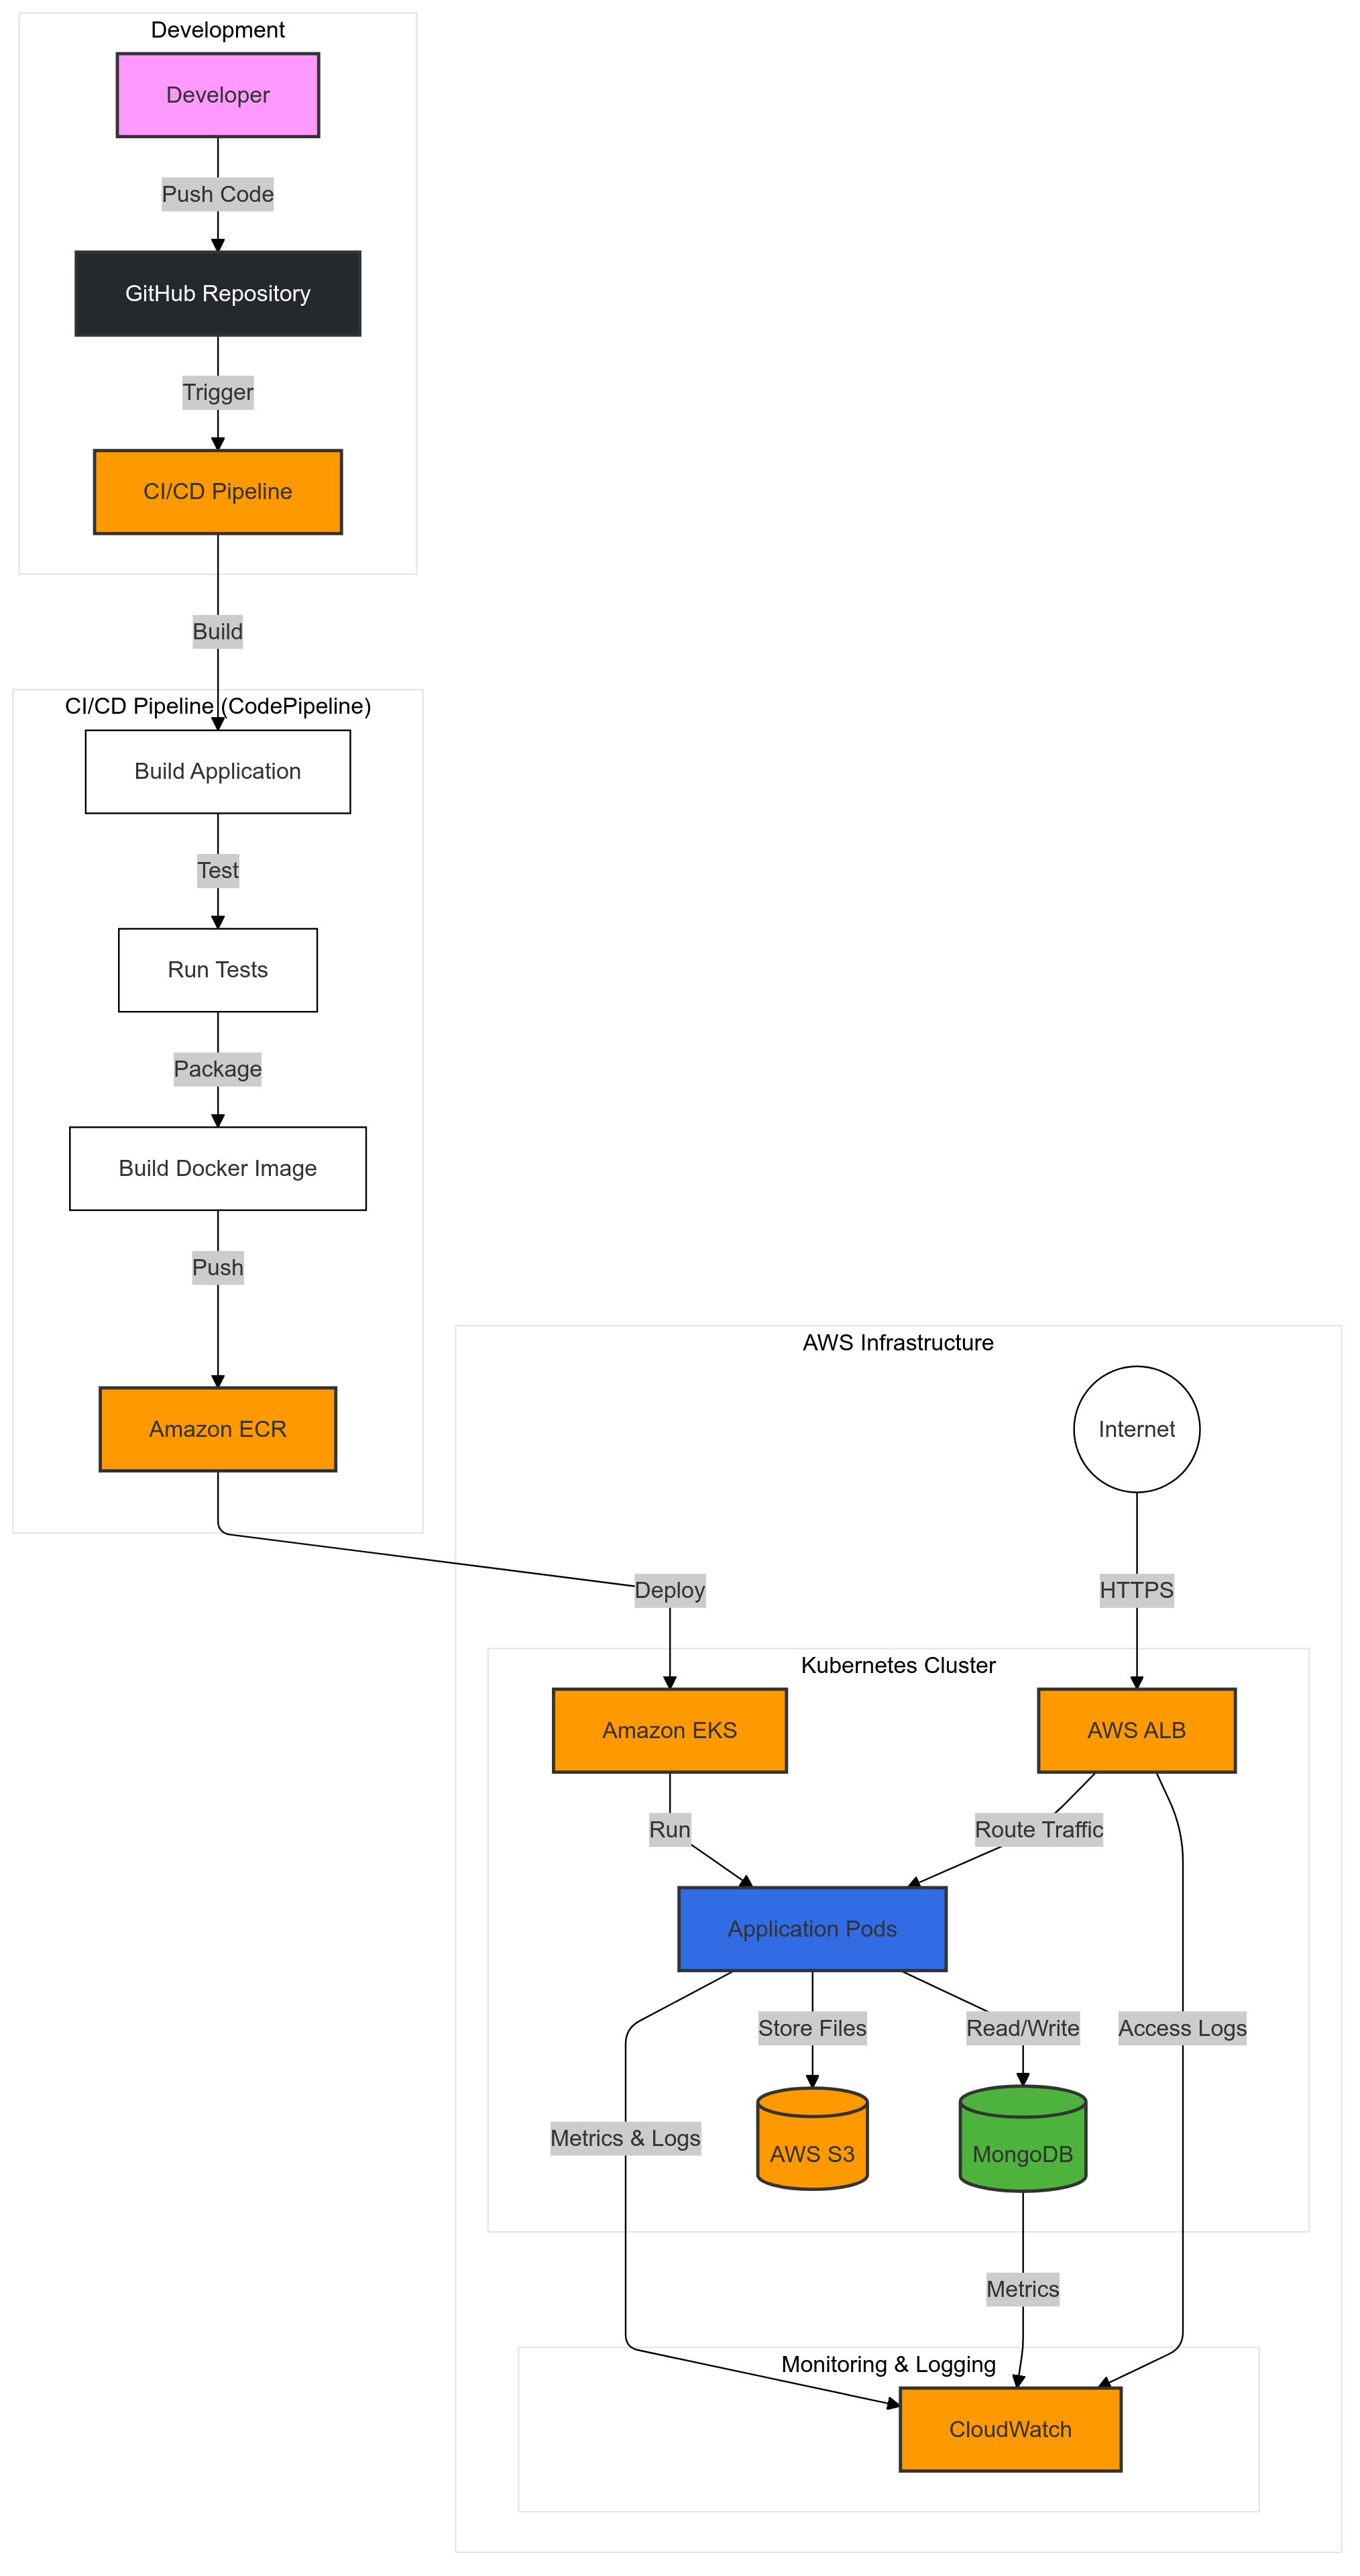 Development
Developer
Push Code
GitHub Repository
Trigger
CI/CD Pipeline
Build
CI/CD Pipeline (CodePipeline)
Build Application
Test
Run Tests
Package
Build Docker Image
Push
Amazon ECR
AWS Infrastructure
Internet
Deploy
HTTPS
Kubernetes Cluster
Amazon EKS
AWS ALB
Run
Route Traffic
Application Pods
Store Files
Read/Write
Access Logs
Metrics & Logs
AWS S3
MongoDB
Metrics
Monitoring & Logging
CloudWatch